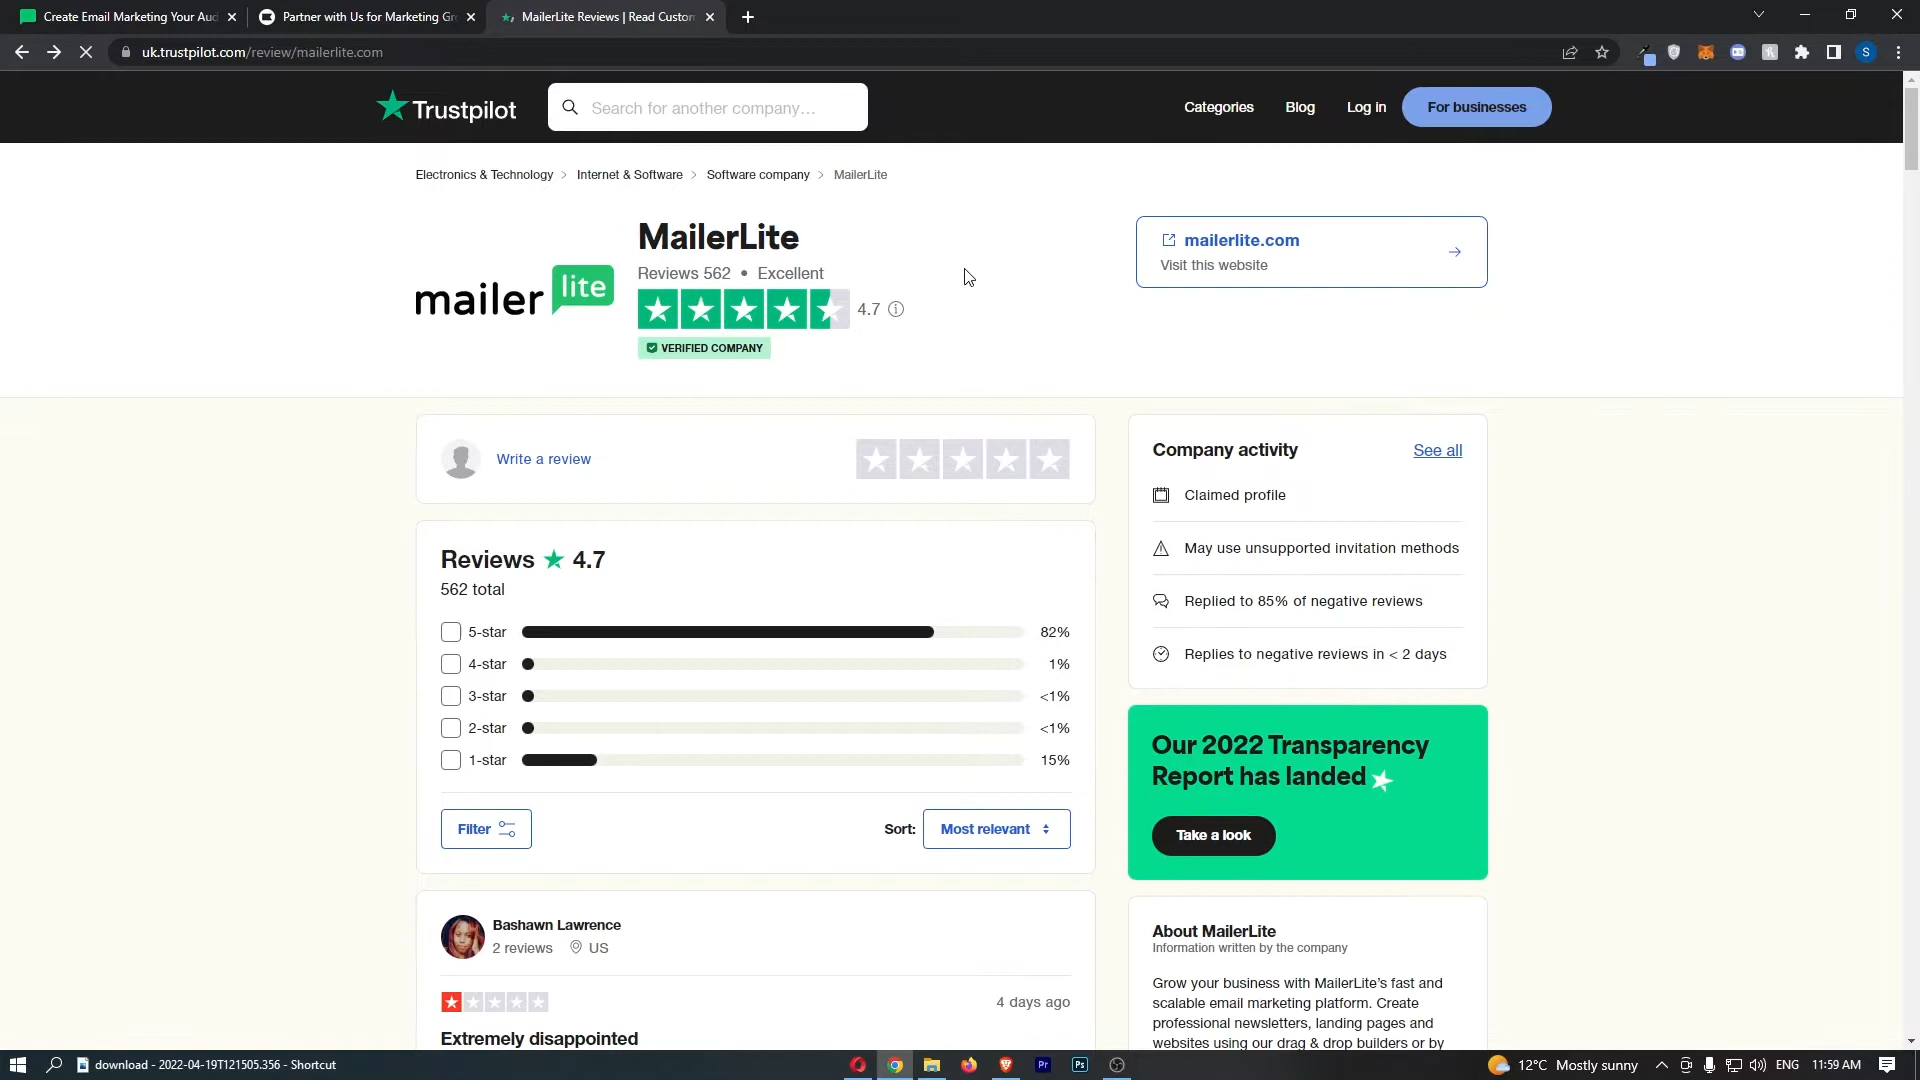 Create Email Marketing Your Aud
Partner with Us for Marketing Gr
MailerLite Reviews | Read Custom
uk.trustpilot.com/review/mailerlite.com
S
Trustpilot
Search for another company…
Categories
Blog
Log in
For businesses
Electronics & Technology > Internet & Software > Software company > MailerLite
mailer lite
MailerLite
Reviews 562 • Excellent
4.7
VERIFIED COMPANY
mailerlite.com
Visit this website
Write a review
Reviews ★ 4.7
562 total
5-star 82%
4-star 1%
3-star <1%
2-star <1%
1-star 15%
Filter
Sort: Most relevant
Company activity
See all
Claimed profile
May use unsupported invitation methods
Replied to 85% of negative reviews
Replies to negative reviews in < 2 days
Our 2022 Transparency
Report has landed
Take a look
Bashawn Lawrence
2 reviews US
4 days ago
Extremely disappointed
About MailerLite
Information written by the company
Grow your business with MailerLite's fast and
scalable email marketing platform. Create
professional newsletters, landing pages and
websites using our drag & drop builders or by
download - 2022-04-19T121505.356 - Shortcut
Pr
Ps
12°C Mostly sunny
ENG
11:59 AM